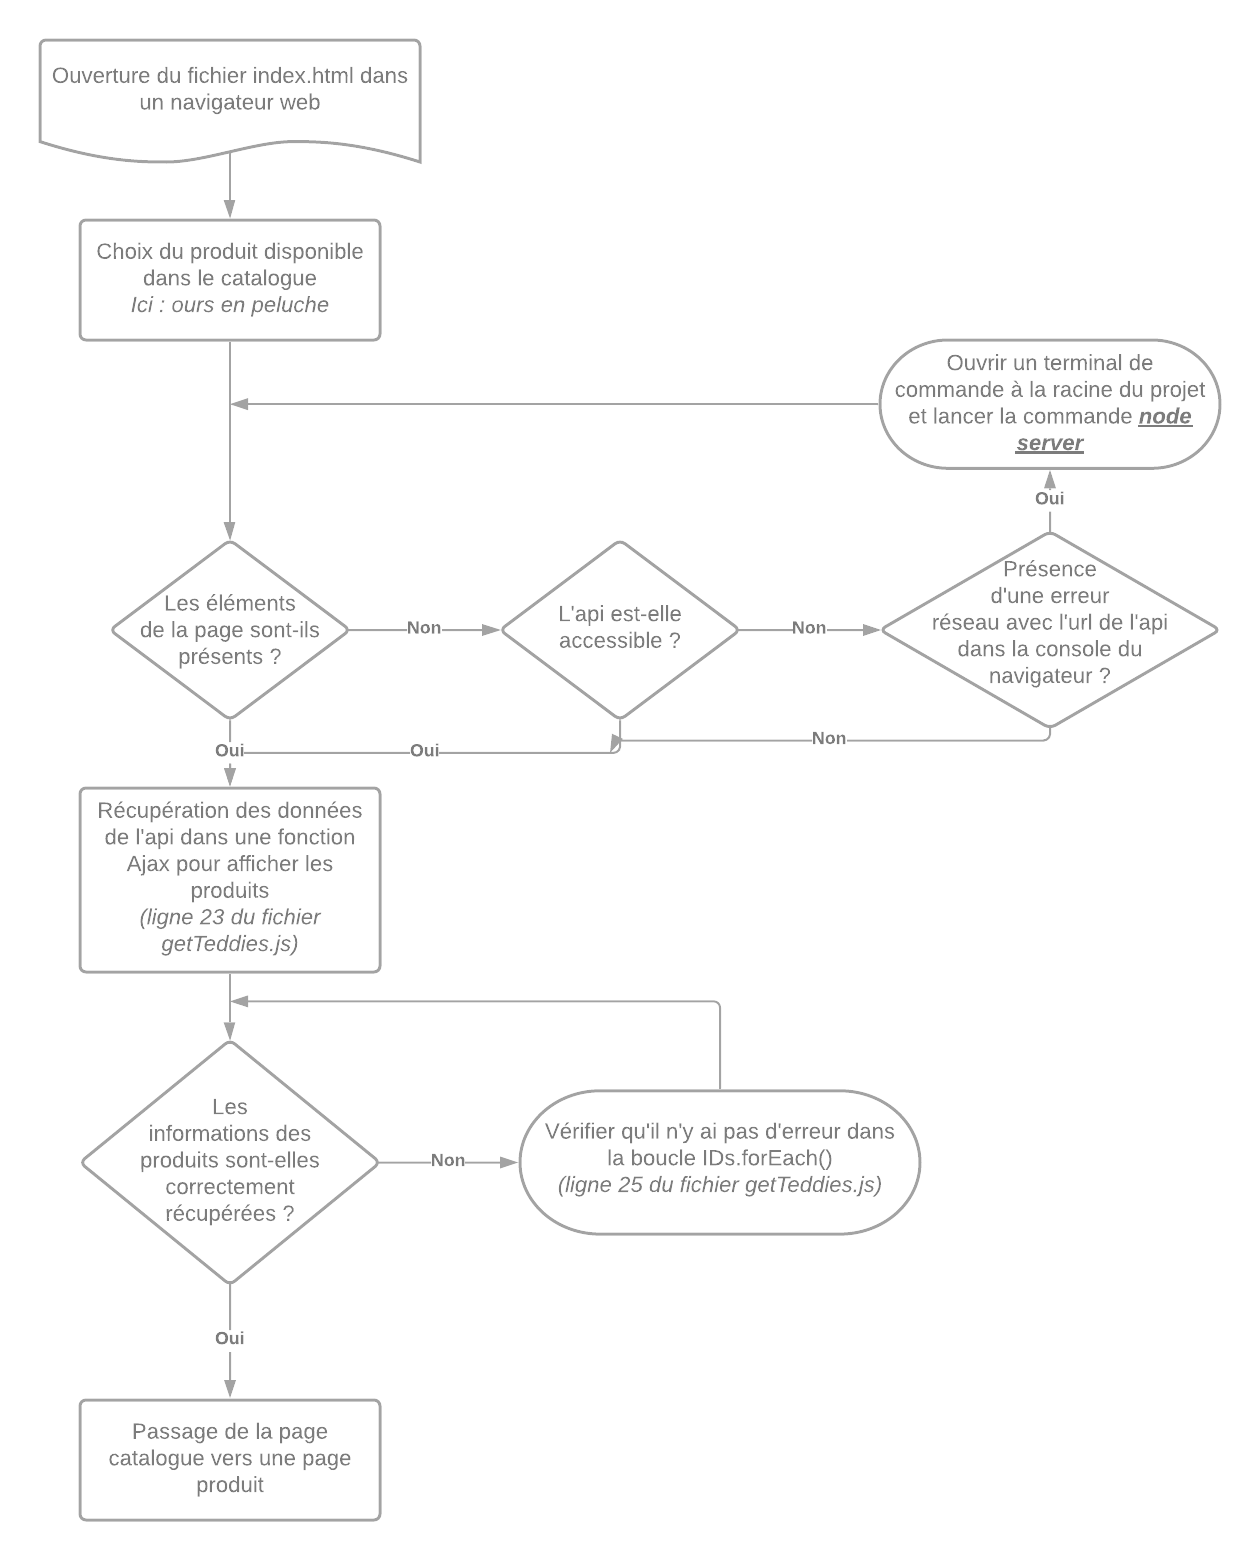 Ouverture du fichier index.html dans
un navigateur web
Choix du produit disponible
dans le catalogue
Ici : ours en peluche
Ouvrir un terminal de
commande à la racine du projet
et lancer la commande node
server
Oui
Les éléments
de la page sont-ils
présents ?
Non
L'api est-elle
accessible ?
Non
Présence
d'une erreur
réseau avec l'url de l'api
dans la console du
navigateur ?
Oui
Oui
Non
Récupération des données
de l'api dans une fonction
Ajax pour afficher les
produits
(ligne 23 du fichier
getTeddies.js)
Les
informations des
produits sont-elles
correctement
récupérées ?
Non
Vérifier qu'il n'y ai pas d'erreur dans
la boucle IDs.forEach()
(ligne 25 du fichier getTeddies.js)
Oui
Passage de la page
catalogue vers une page
produit